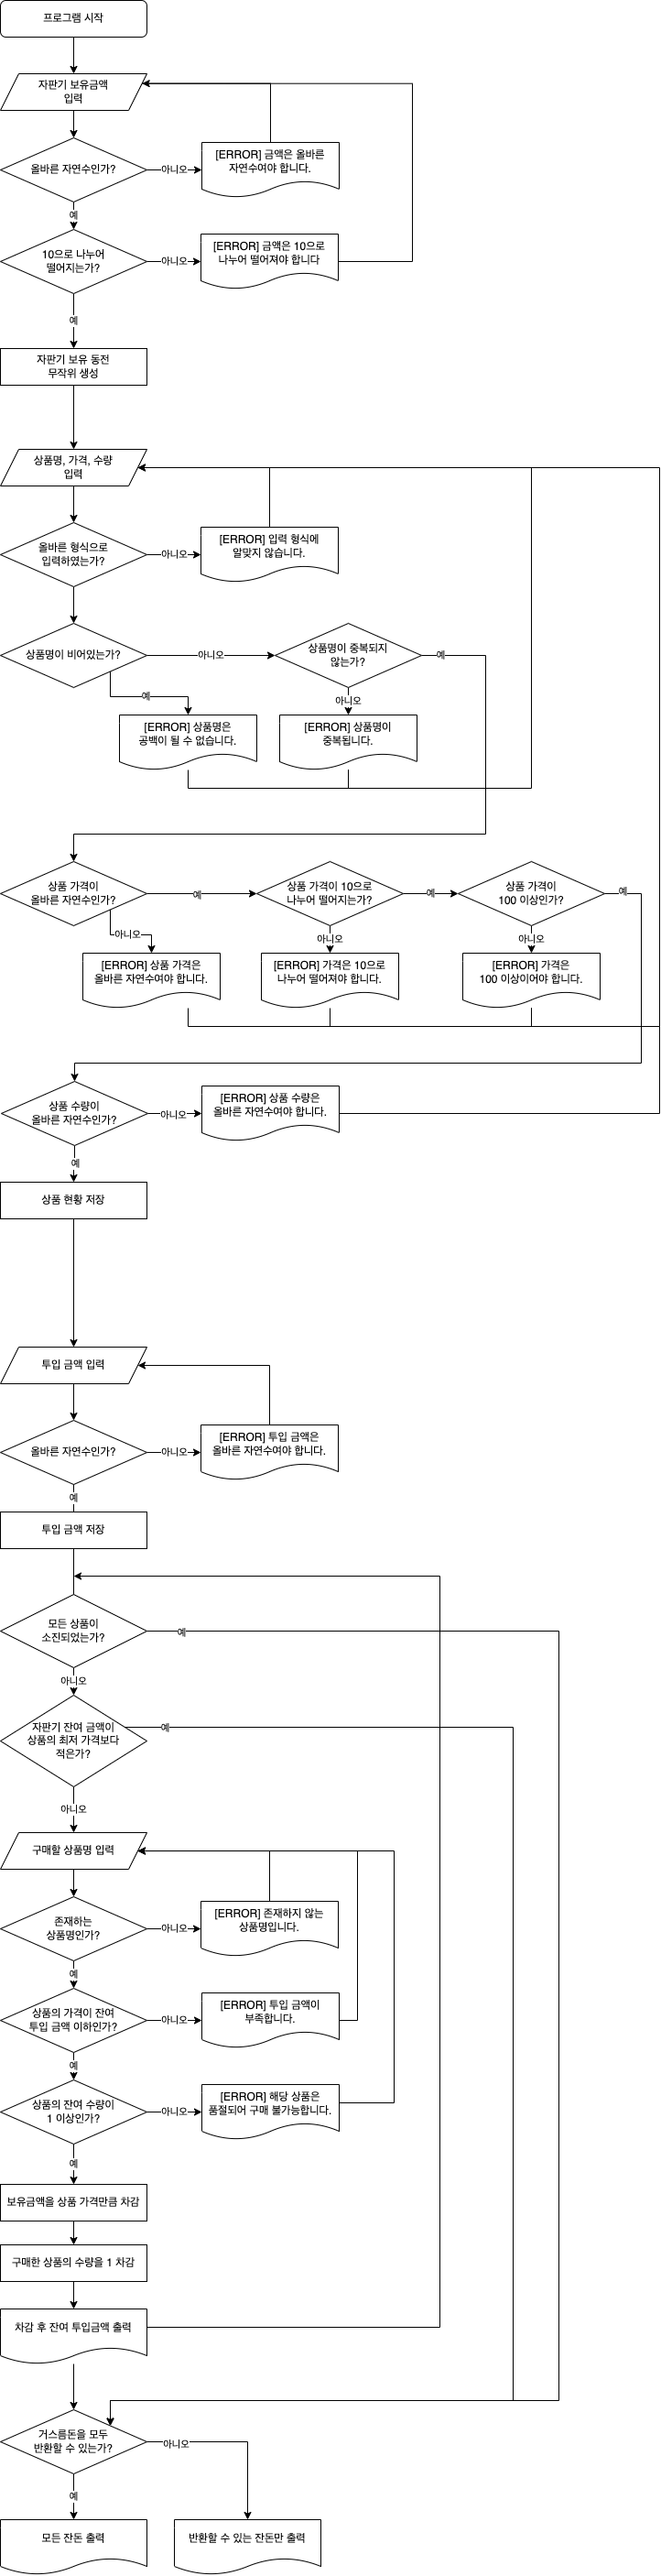 프로그램 시작
자판기 보유금액
입력
올바른 자연수인가?
아니오
[ERROR] 금액은 올바른
자연수여야 합니다.
예
10으로 나누어
떨어지는가?
아니오
[ERROR] 금액은 10으로
나누어 떨어져야 합니다
예
자판기 보유 동전
무작위 생성
상품명, 가격, 수량
입력
올바른 형식으로
입력하였는가?
아니오
[ERROR] 입력 형식에
알맞지 않습니다.
상품명이 비어있는가?
아니오
상품명이 중복되지
않는가?
예
예
아니오
[ERROR] 상품명은
공백이 될 수 없습니다.
[ERROR] 상품명이
중복됩니다.
상품 가격이
올바른 자연수인가?
예
상품 가격이 10으로
나누어 떨어지는가?
예
상품 가격이
100 이상인가?
예
아니오
아니오
아니오
[ERROR] 상품 가격은
올바른 자연수여야 합니다.
[ERROR] 가격은 10으로
나누어 떨어져야 합니다.
[ERROR] 가격은
100 이상이어야 합니다.
상품 수량이
올바른 자연수인가?
아니오
[ERROR] 상품 수량은
올바른 자연수여야 합니다.
예
상품 현황 저장
투입 금액 입력
올바른 자연수인가?
아니오
[ERROR] 투입 금액은
올바른 자연수여야 합니다.
예
투입 금액 저장
모든 상품이
소진되었는가?
예
아니오
자판기 잔여 금액이
상품의 최저 가격보다
적은가?
예
아니오
구매할 상품명 입력
존재하는
상품명인가?
아니오
[ERROR] 존재하지 않는
상품명입니다.
예
상품의 가격이 잔여
투입 금액 이하인가?
아니오
[ERROR] 투입 금액이
부족합니다.
예
상품의 잔여 수량이
1 이상인가?
아니오
[ERROR] 해당 상품은
품절되어 구매 불가능합니다.
예
보유금액을 상품 가격만큼 차감
구매한 상품의 수량을 1 차감
차감 후 잔여 투입금액 출력
거스름돈을 모두
반환할 수 있는가?
아니오
예
모든 잔돈 출력
반환할 수 있는 잔돈만 출력